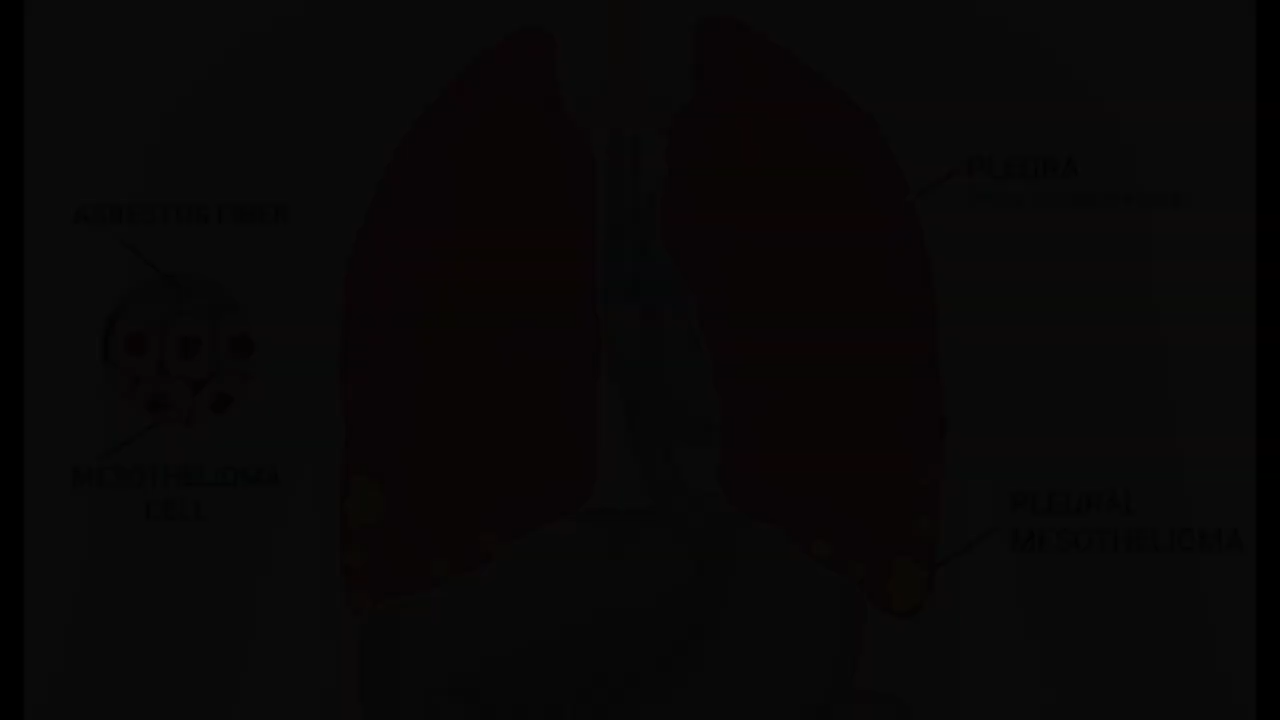 ASBESTOS FIBER
MESOTHELIOMA
CELL
PLEURA
PLEURAL
MESOTHELIOMA